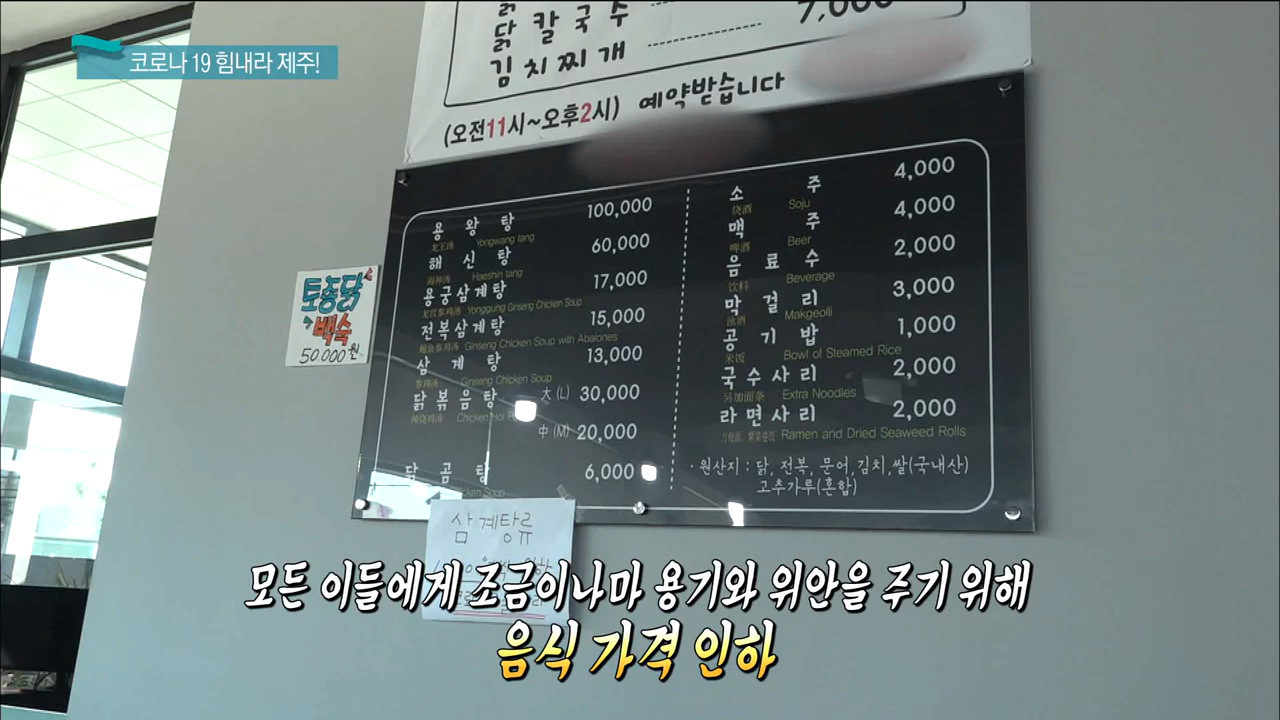 코로나 19 힘내라 제주!
닭 칼국수 7,000
김치찌개
(오전11시~오후2시) 예약받습니다
용왕탕 100,000
龙王汤 Yongwang tang
해신탕 60,000
海神汤 Haeshin tang
용궁삼계탕 17,000
龙宫参鸡汤 Yonggung Ginseng Chicken Soup
전복삼계탕 15,000
鲍鱼参鸡汤 Ginseng Chicken Soup with Abalones
삼계탕 13,000
参鸡汤 Ginseng Chicken Soup
닭볶음탕 大(L) 30,000
辣烧鸡汤 Chicken Hot
中(M) 20,000
닭곰탕 6,000
Soup
소주 4,000
烧酒 Soju
맥주 4,000
啤酒 Beer
음료수 2,000
饮料 Beverage
막걸리 3,000
浊酒 Makgeolli
공기밥 1,000
米饭 Bowl of Steamed Rice
국수사리 2,000
另加面条 Extra Noodles
라면사리 2,000
方便面, 紫菜卷饭 Ramen and Dried Seaweed Rolls
· 원산지 : 닭, 전복, 문어, 김치, 쌀(국내산)
고추가루(혼합)
토종닭
백숙
50.000원
삼계탕류
모든 이들에게 조금이나마 용기와 위안을 주기 위해
음식 가격 인하